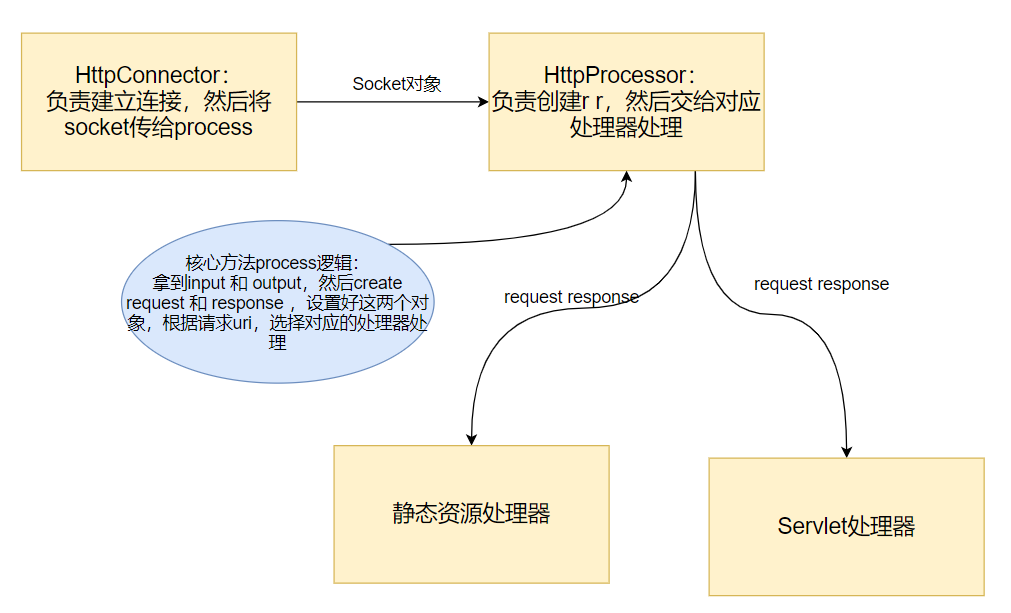 HttpConnector：
负责建立连接，然后将
socket传给process
Socket对象
HttpProcessor：
负责创建r r，然后交给对应
处理器处理
核心方法process逻辑：
拿到input 和 output，然后create
request 和 response ，设置好这两个对
象，根据请求uri，选择对应的处理器处
理
request response
request response
静态资源处理器
Servlet处理器